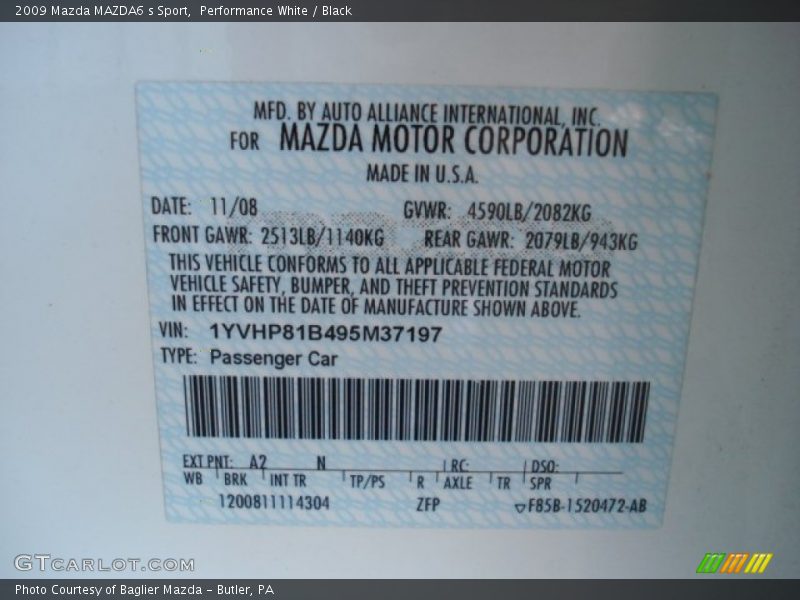 2009 Mazda MAZDA6 s Sport,  Performance White / Black
MFD. BY AUTO ALLIANCE INTERNATIONAL, INC.
FOR MAZDA MOTOR CORPORATION
MADE IN U.S.A.
DATE: 11/08 GVWR: 4590LB/2082KG
FRONT GAWR: 2513LB/1140KG REAR GAWR: 2079LB/943KG
THIS VEHICLE CONFORMS TO ALL APPLICABLE FEDERAL MOTOR
VEHICLE SAFETY, BUMPER, AND THEFT PREVENTION STANDARDS
IN EFFECT ON THE DATE OF MANUFACTURE SHOWN ABOVE.
VIN: 1YVHP81B495M37197
TYPE: Passenger Car
EXT PNT: A2 N RC: DSO:
WB BRK INT TR TP/PS R AXLE TR SPR
1200811114304 ZFP ▽F85B-1520472-AB
GTCARLOT.COM
Photo Courtesy of Baglier Mazda - Butler, PA